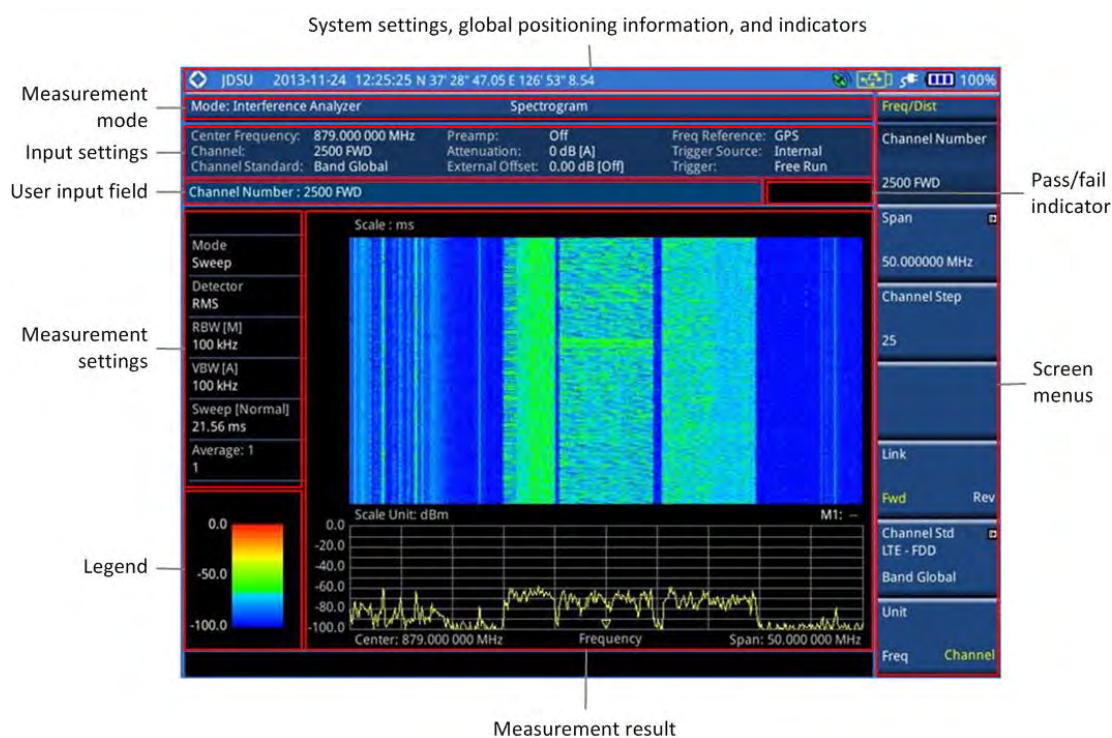 System settings, global positioning information, and indicators
JDSU 2013-11-24 12:25:25 N 37' 28" 47.05 E 126' 53" 8.54 100%
Measurement mode
Mode: Interference Analyzer Spectrogram
Freq/Dist
Input settings
Center Frequency: 879.000 000 MHz Preamp: Off Freq Reference: GPS
Channel: 2500 FWD Attenuation: 0 dB [A] Trigger Source: Internal
Channel Standard: Band Global External Offset: 0.00 dB [Off] Trigger: Free Run
User input field
Channel Number : 2500 FWD
Pass/fail indicator
Channel Number
2500 FWD
Span
50.000000 MHz
Channel Step
25
Link
Fwd Rev
Channel Std
LTE - FDD
Band Global
Unit
Freq Channel
Screen menus
Measurement settings
Mode
Sweep
Detector
RMS
RBW [M]
100 kHz
VBW [A]
100 kHz
Sweep [Normal]
21.56 ms
Average: 1
1
Scale : ms
Legend
0.0
-50.0
-100.0
Scale Unit: dBm M1: --
0.0
-20.0
-40.0
-60.0
-80.0
-100.0
Center: 879.000 000 MHz Frequency Span: 50.000 000 MHz
Measurement result